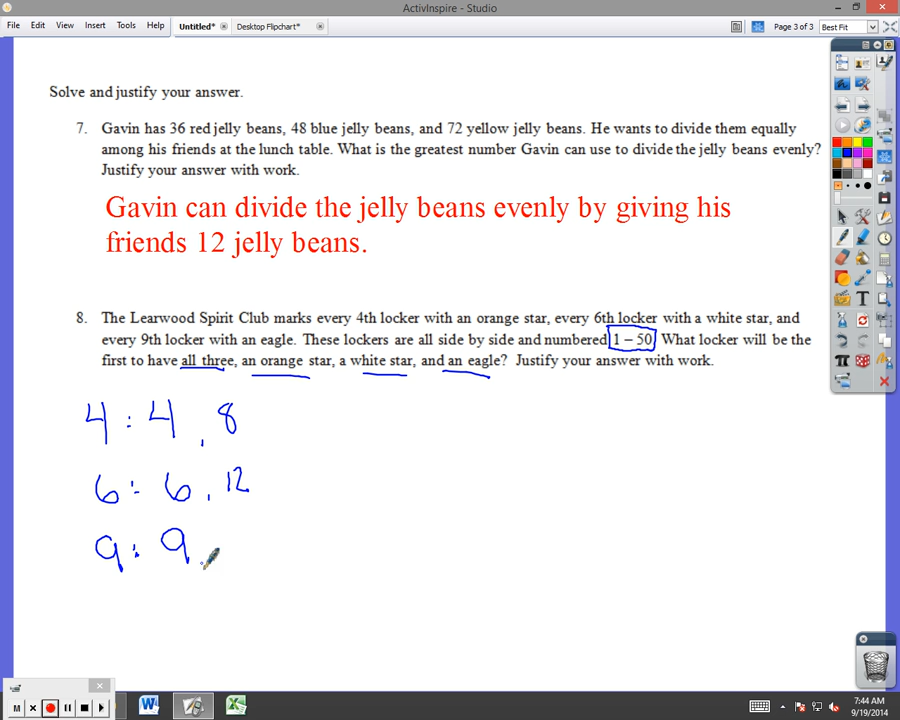 ActivInspire - Studio
File Edit View Insert Tools Help Untitled* Desktop Flipchart* Page 3 of 3 Best Fit
Solve and justify your answer.
7. Gavin has 36 red jelly beans, 48 blue jelly beans, and 72 yellow jelly beans. He wants to divide them equally
among his friends at the lunch table. What is the greatest number Gavin can use to divide the jelly beans evenly?
Justify your answer with work.
Gavin can divide the jelly beans evenly by giving his
friends 12 jelly beans.
8. The Learwood Spirit Club marks every 4th locker with an orange star, every 6th locker with a white star, and
every 9th locker with an eagle. These lockers are all side by side and numbered 1 – 50. What locker will be the
first to have all three, an orange star, a white star, and an eagle? Justify your answer with work.
4 : 4 , 8
6 : 6 , 12
9 : 9 ,
M
7:44 AM
9/19/2014